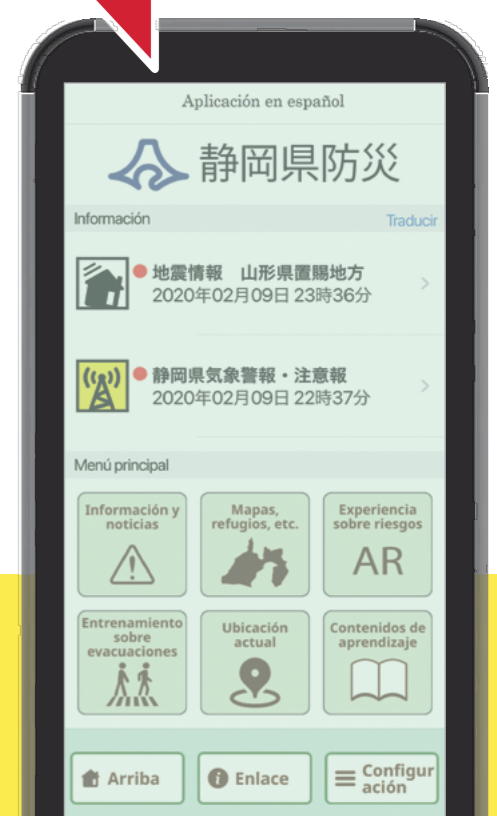 Aplicación en español
静岡県防災
Información
Traducir
地震情報　山形県置賜地方
2020年02月09日 23時36分
静岡県気象警報・注意報
2020年02月09日 22時37分
Menú principal
Información y
noticias
Mapas,
refugios, etc.
Experiencia
sobre riesgos
AR
Entrenamiento
sobre
evacuaciones
Ubicación
actual
Contenidos de
aprendizaje
Arriba
Enlace
Configur
ación